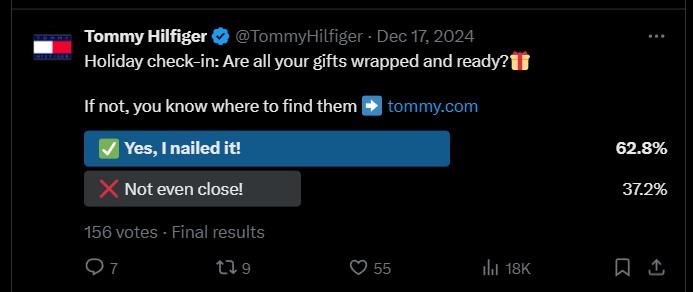 Tommy Hilfiger @TommyHilfiger · Dec 17, 2024
Holiday check-in: Are all your gifts wrapped and ready?🎁
If not, you know where to find them ➡️ tommy.com
✅ Yes, I nailed it! 62.8%
❌ Not even close! 37.2%
156 votes · Final results
7 9 55 18K